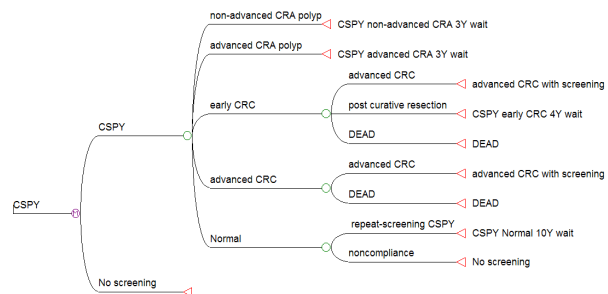 non-advanced CRA polyp
CSPY non-advanced CRA 3Y wait
advanced CRA polyp
CSPY advanced CRA 3Y wait
advanced CRC
advanced CRC with screening
early CRC
post curative resection
CSPY early CRC 4Y wait
CSPY
DEAD
DEAD
advanced CRC
advanced CRC with screening
advanced CRC
DEAD
DEAD
CSPY
M
repeat-screening CSPY
CSPY Normal 10Y wait
Normal
noncompliance
No screening
No screening